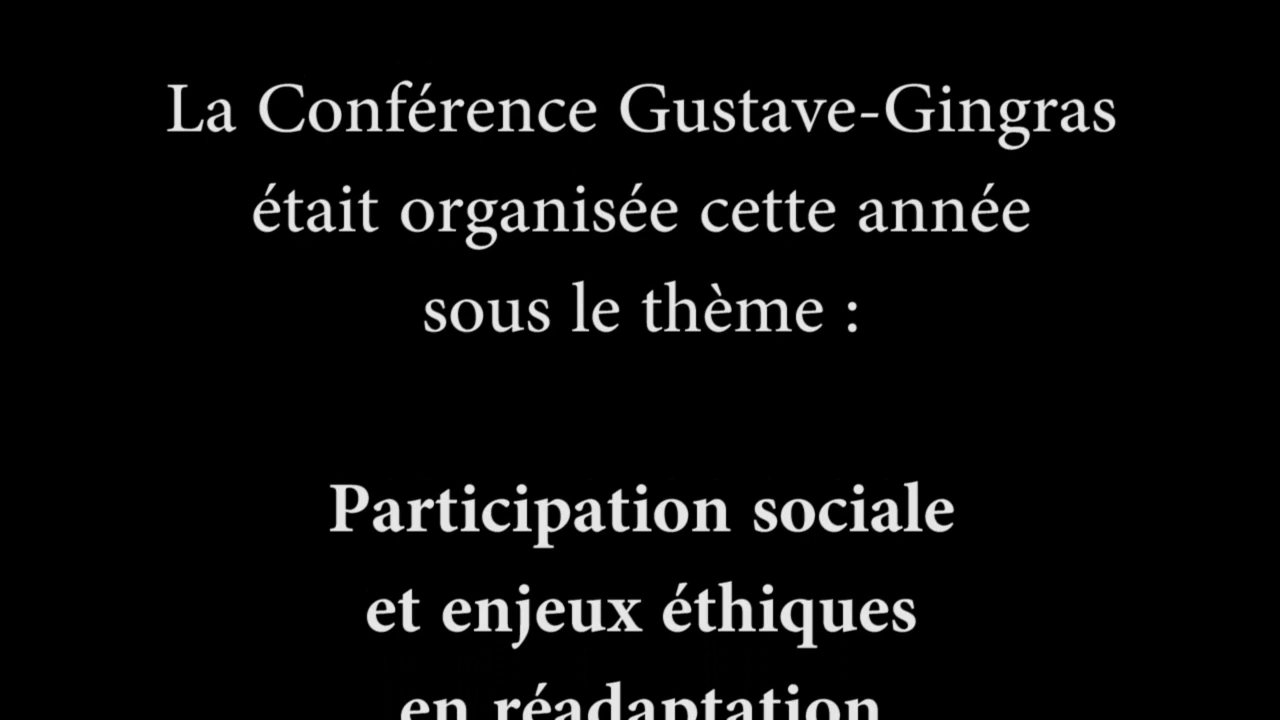 La Conférence Gustave-Gingras
était organisée cette année
sous le thème :
Participation sociale
et enjeux éthiques
en réadaptation